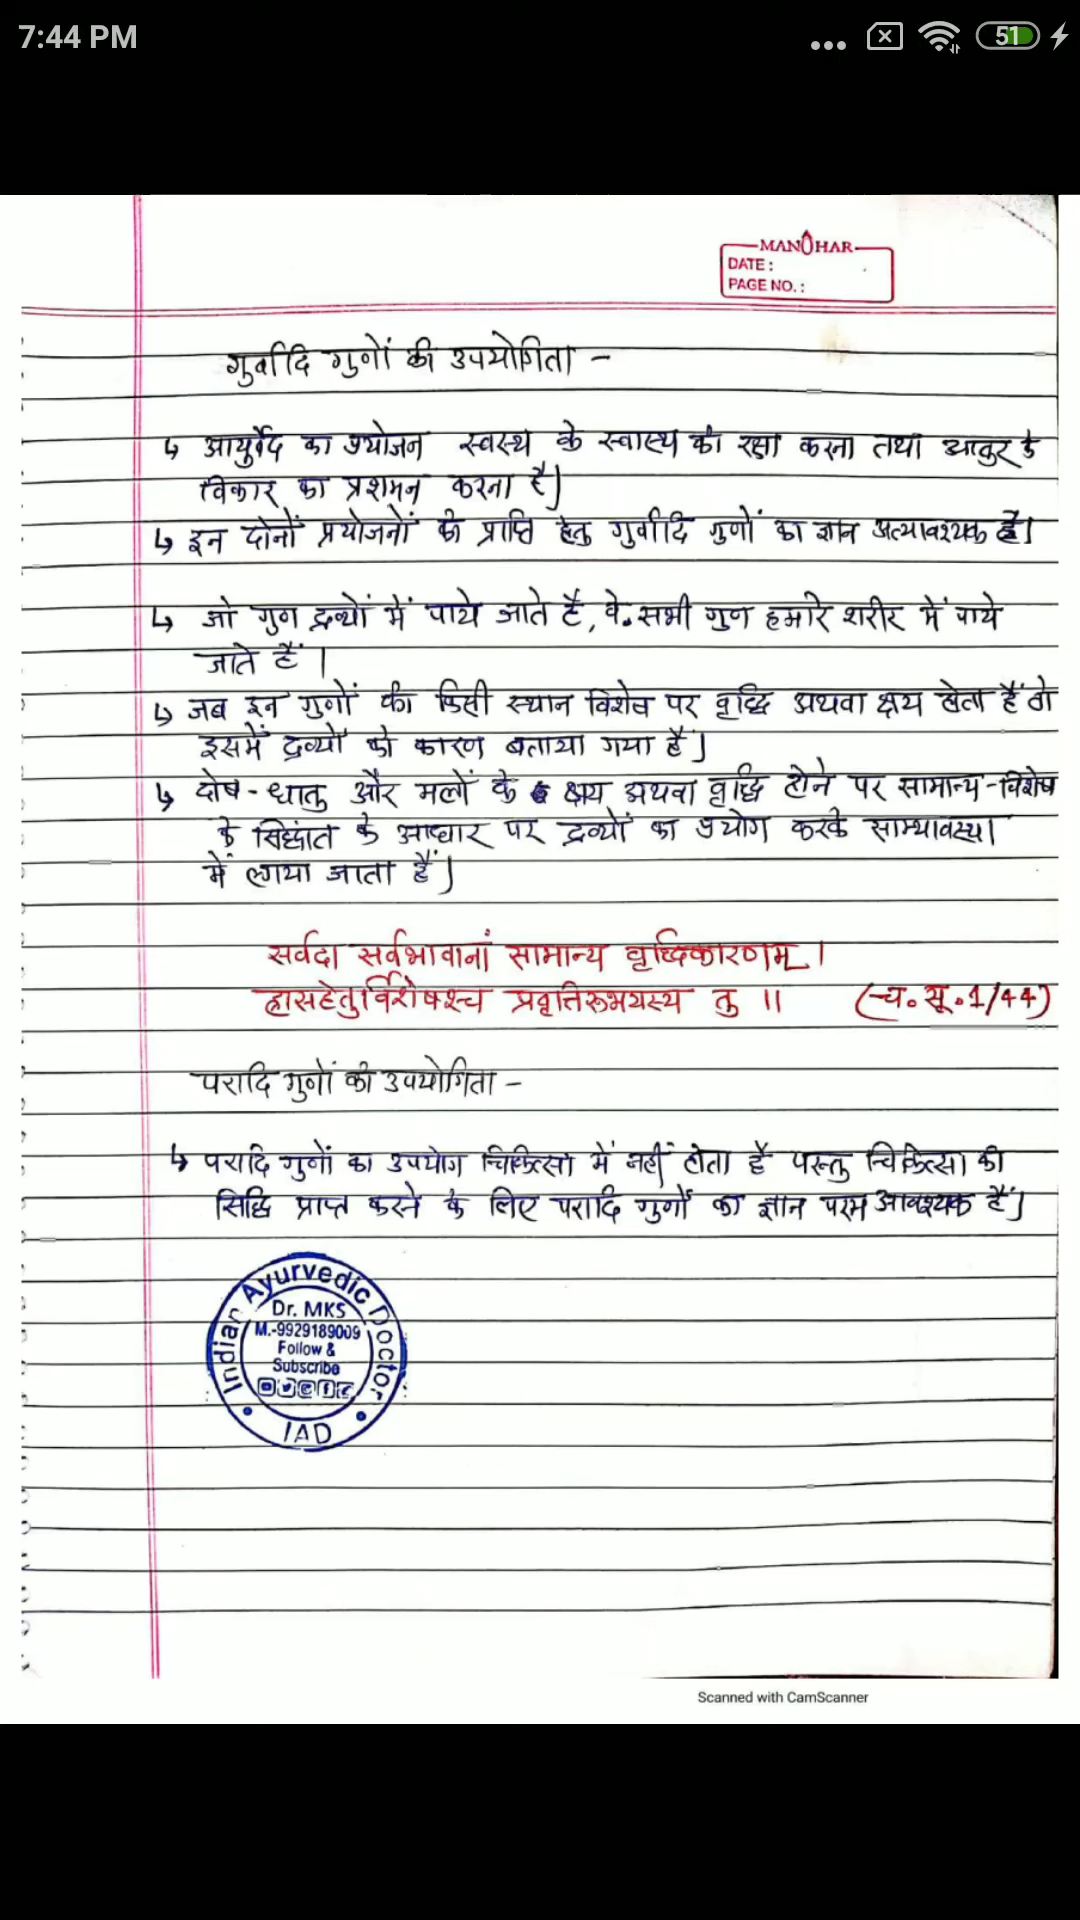 7:44 PM
51
MANOHAR
DATE :
PAGE NO. :
गुर्वादि गुणों की उपयोगिता -
↳ आयुर्वेद का प्रयोजन स्वस्थ के स्वास्थ्य की रक्षा करना तथा आतुर के
विकार का प्रशमन करना है।
↳ इन दोनों प्रयोजनों की प्राप्ति हेतु गुर्वादि गुणों का ज्ञान अत्यावश्यक है।
↳ जो गुण द्रव्यों में पाये जाते है, वे सभी गुण हमारे शरीर में पाये
जाते हैं।
↳ जब इन गुणों की किसी स्थान विशेष पर वृद्धि अथवा क्षय होता हैं तो
इसमें द्रव्यों को कारण बताया गया है।
↳ दोष - धातु और मलों के क्षय अथवा वृद्धि होने पर सामान्य - विशेष
के सिद्धांत के आधार पर द्रव्यों का प्रयोग करके साम्यावस्था
में लाया जाता हैं।
सर्वदा सर्वभावानां सामान्य वृद्धिकारणम् ।
ह्रासहेतुर्विशेषश्च प्रवृत्तिरूभयस्य तु ।। (च. सू. 1/44)
परादि गुणों की उपयोगिता -
↳ परादि गुणों का उपयोग चिकित्सा में नहीं होता है परन्तु चिकित्सा की
सिद्धि प्राप्त करने के लिए परादि गुणों का ज्ञान परम आवश्यक हैं।
Indian Ayurvedic Doctor
Dr. MKS
M.-9929189009
Follow &
Subscribe
IAD
Scanned with CamScanner